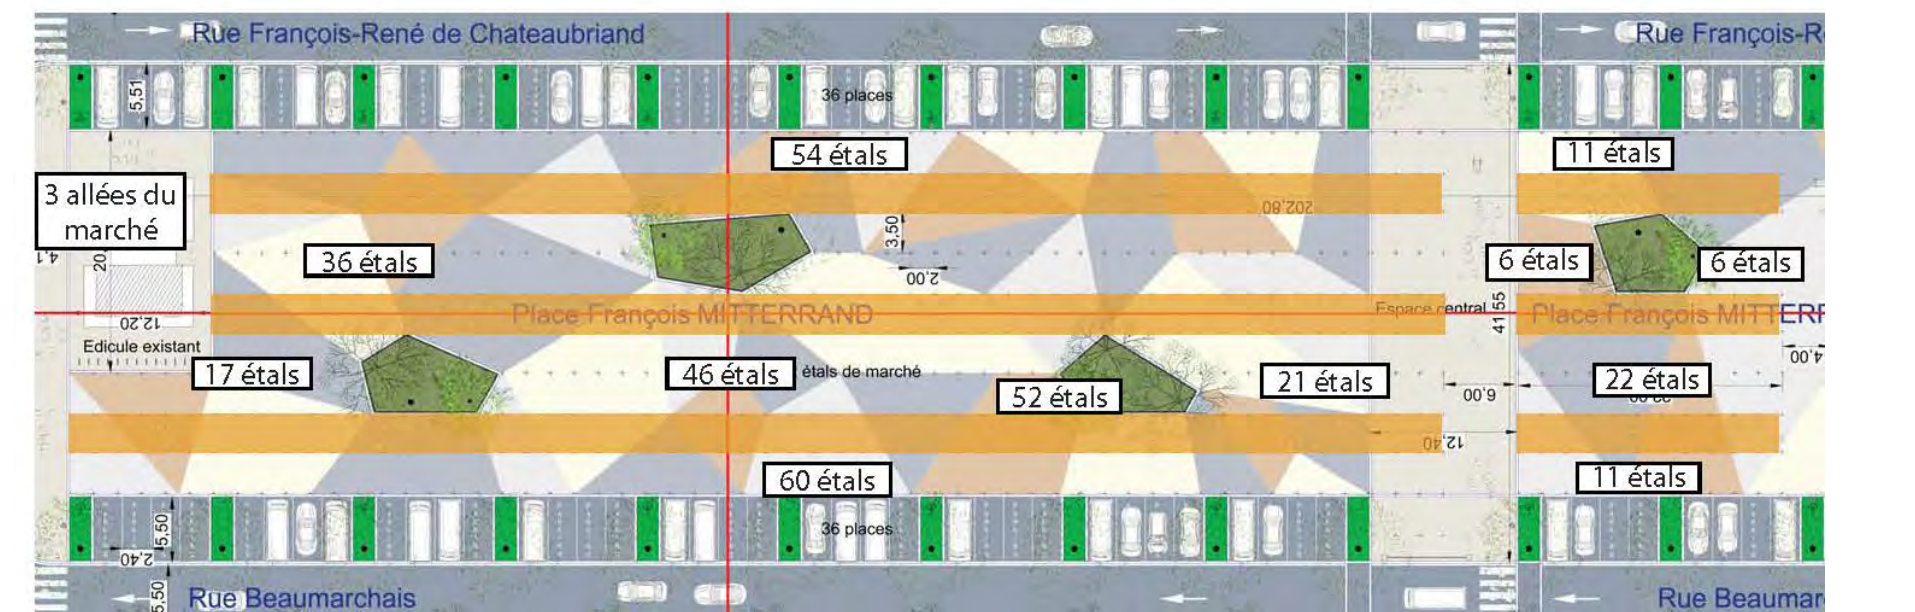 Rue François-René de Chateaubriand
Rue François-R
5,51
36 places
54 étals
11 étals
3 allées du
marché
202,80
3,50
2,00
36 étals
6 étals
6 étals
4,1
20
Place François MITTERRAND
Espace central
41,55
Place François MITTERR
12,20
Edicule existant
4,00
17 étals
46 étals
étals de marché
52 étals
21 étals
22 étals
6,00
12,40
60 étals
11 étals
5,50
36 places
2,40
5,50
Rue Beaumarchais
Rue Beaumar